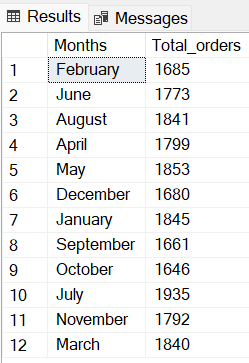 Results Messages
Months Total_orders
1 February 1685
2 June 1773
3 August 1841
4 April 1799
5 May 1853
6 December 1680
7 January 1845
8 September 1661
9 October 1646
10 July 1935
11 November 1792
12 March 1840